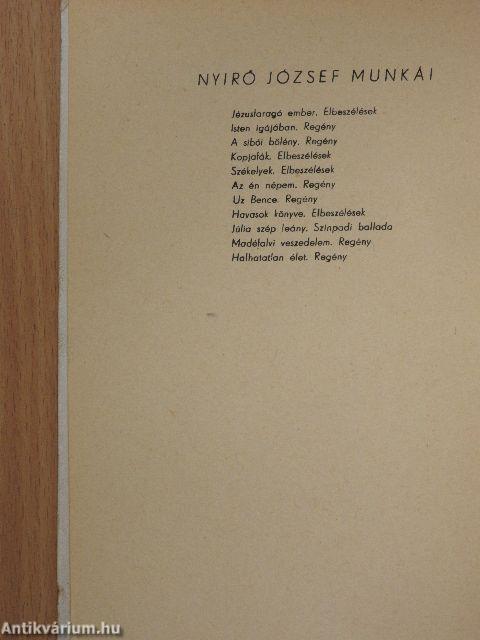 NYIRŐ JÓZSEF MUNKÁI
Jézusfaragó ember. Elbeszélések
Isten igájában. Regény
A sibói bölény. Regény
Kopjafák. Elbeszélések
Székelyek. Elbeszélések
Az én népem. Regény
Uz Bence. Regény
Havasok könyve. Elbeszélések
Júlia szép leány. Színpadi ballada
Madéfalvi veszedelem. Regény
Halhatatlan élet. Regény
Antikvárium.hu